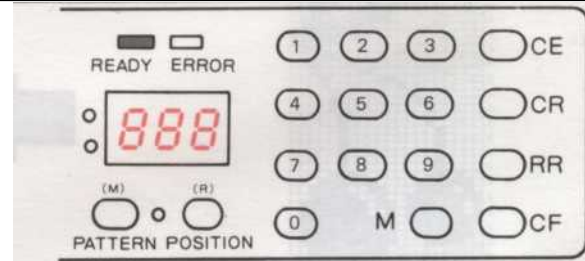 READY ERROR
888
(M) (R)
PATTERN POSITION
1 2 3 CE
4 5 6 CR
7 8 9 RR
0 M CF